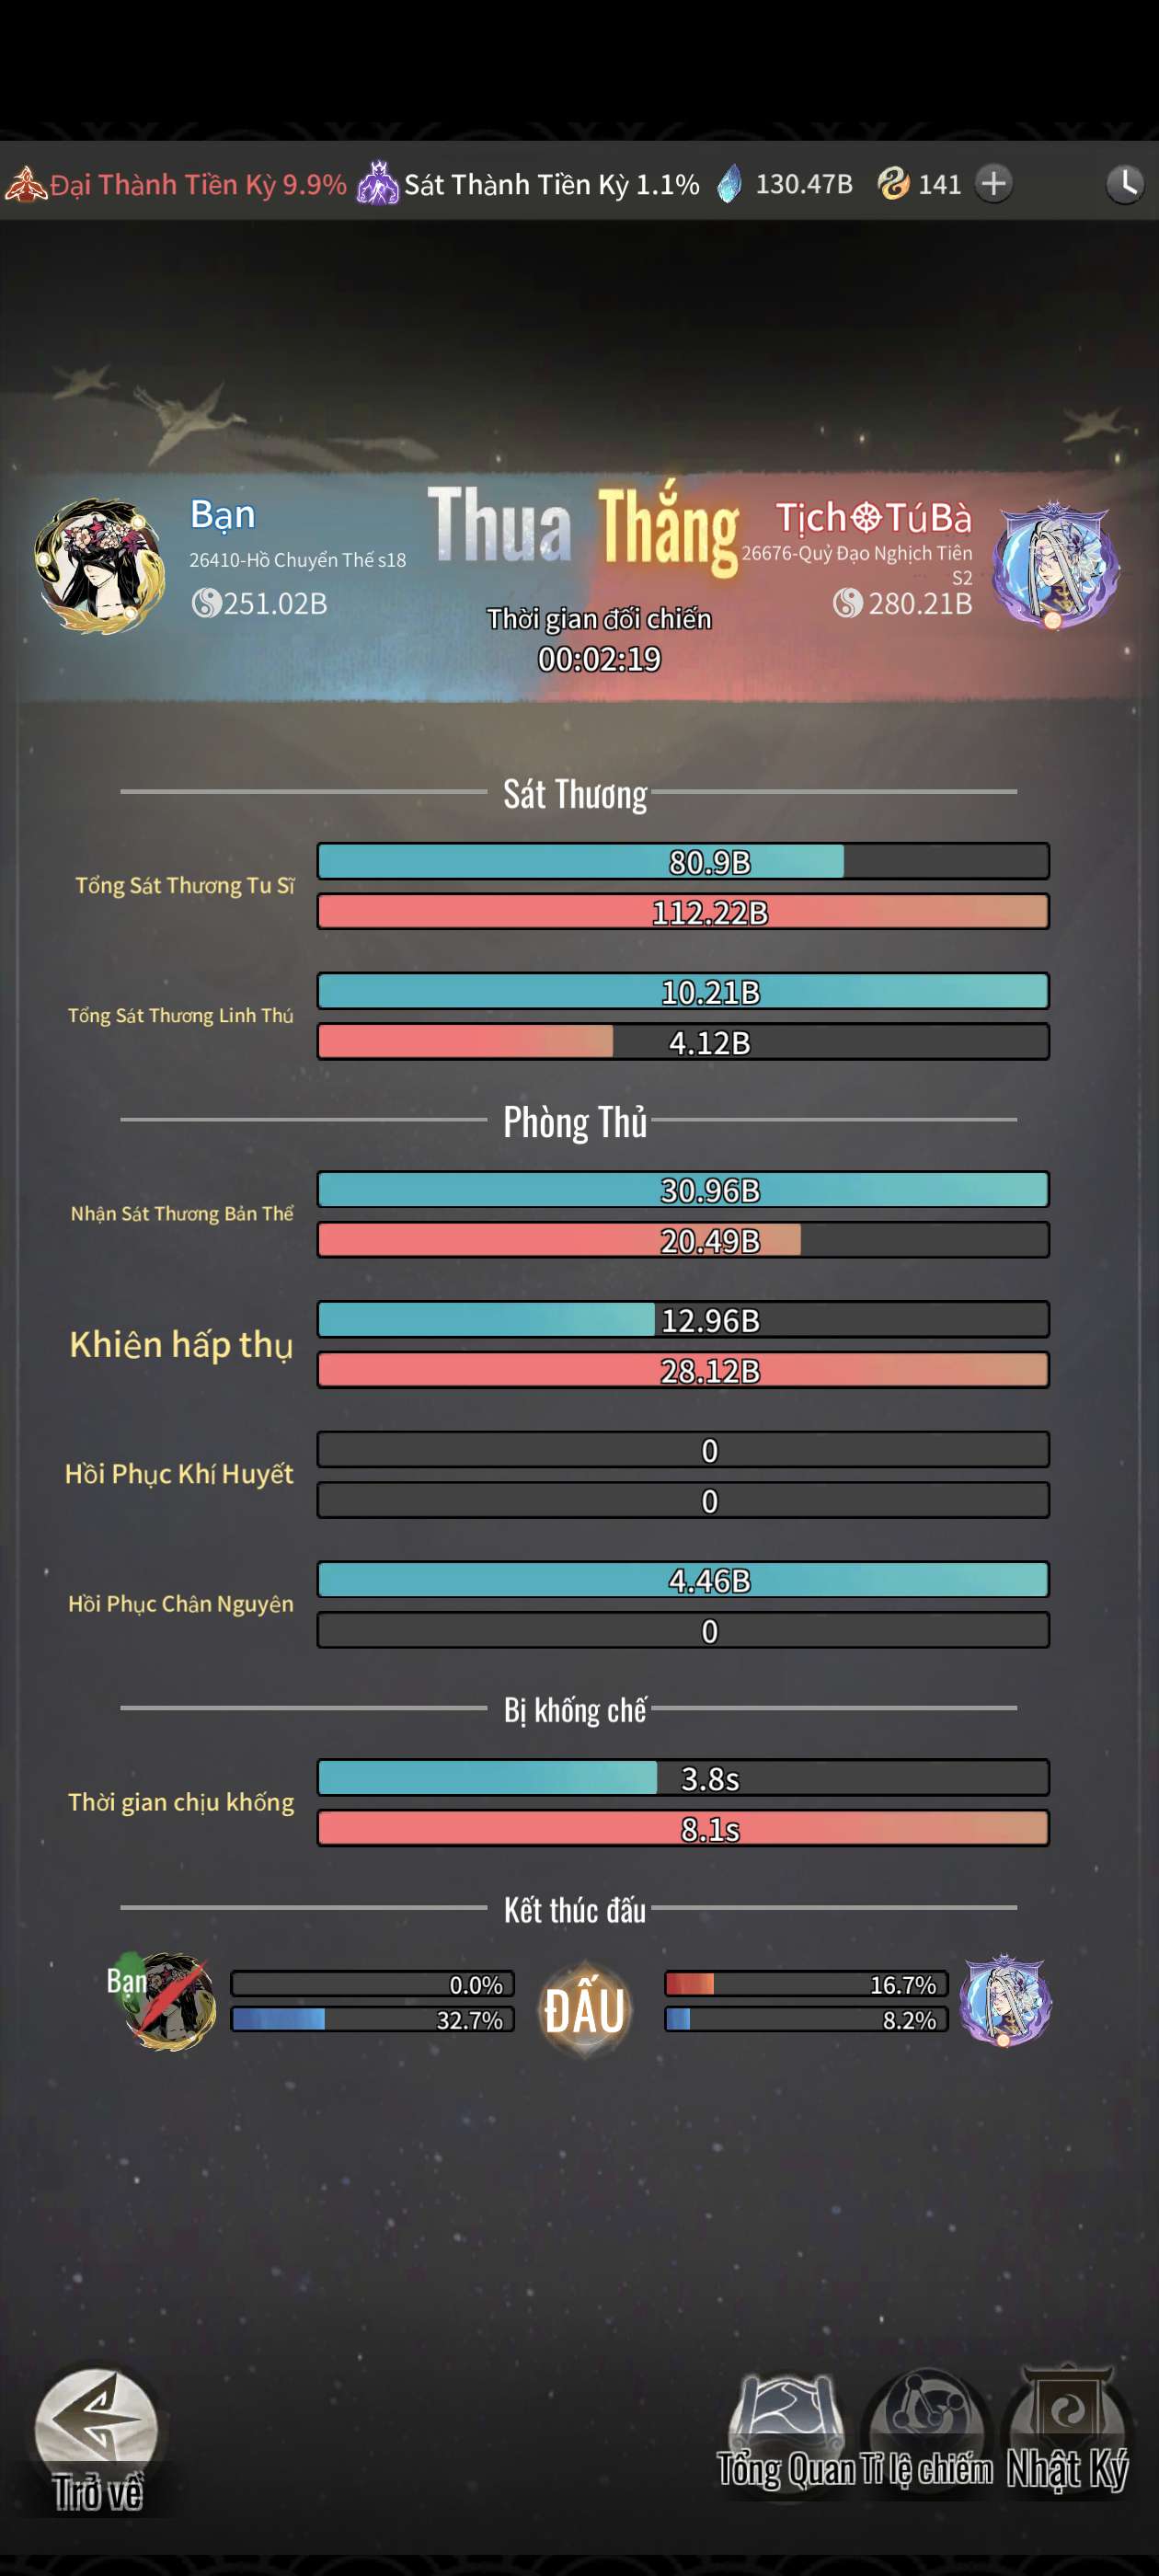 Đại Thành Tiền Kỳ 9.9% Sát Thành Tiền Kỳ 1.1% 130.47B 141
Bạn
26410-Hồ Chuyển Thế s18
251.02B
Thua Thắng
Thời gian đối chiến
00:02:19
Tịch☸TúBà
26676-Quỷ Đạo Nghịch Tiên
S2
280.21B
Sát Thương
Tổng Sát Thương Tu Sĩ
80.9B
112.22B
Tổng Sát Thương Linh Thú
10.21B
4.12B
Phòng Thủ
Nhận Sát Thương Bản Thể
30.96B
20.49B
Khiên hấp thụ
12.96B
28.12B
Hồi Phục Khí Huyết
0
0
Hồi Phục Chân Nguyên
4.46B
0
Bị khống chế
Thời gian chịu khống
3.8s
8.1s
Kết thúc đấu
Bạn
0.0%
32.7%
ĐẤU
16.7%
8.2%
Trở về
Tổng Quan
Tỉ lệ chiếm
Nhật Ký